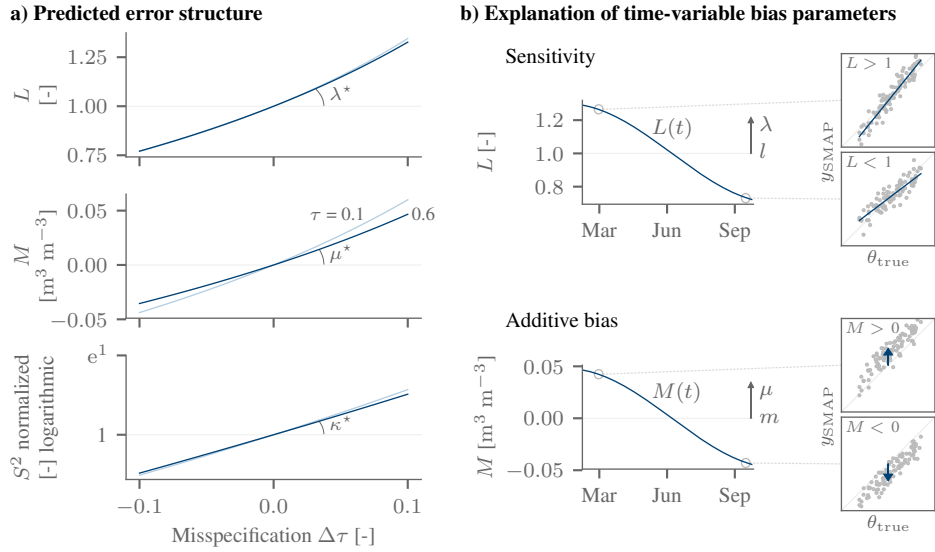 a) Predicted error structure
L
[-]
1.25
1.00
0.75
λ*
M
[m³ m⁻³]
0.05
0.00
−0.05
τ = 0.1
0.6
μ*
S² normalized
[-] logarithmic
e¹
1
κ*
−0.1
0.0
0.1
Misspecification Δτ [-]
b) Explanation of time-variable bias parameters
Sensitivity
L [-]
1.2
1.0
0.8
L(t)
λ
l
Mar
Jun
Sep
L > 1
L < 1
y_SMAP
θ_true
Additive bias
M [m³ m⁻³]
0.05
0.00
−0.05
M(t)
μ
m
Mar
Jun
Sep
M > 0
M < 0
y_SMAP
θ_true